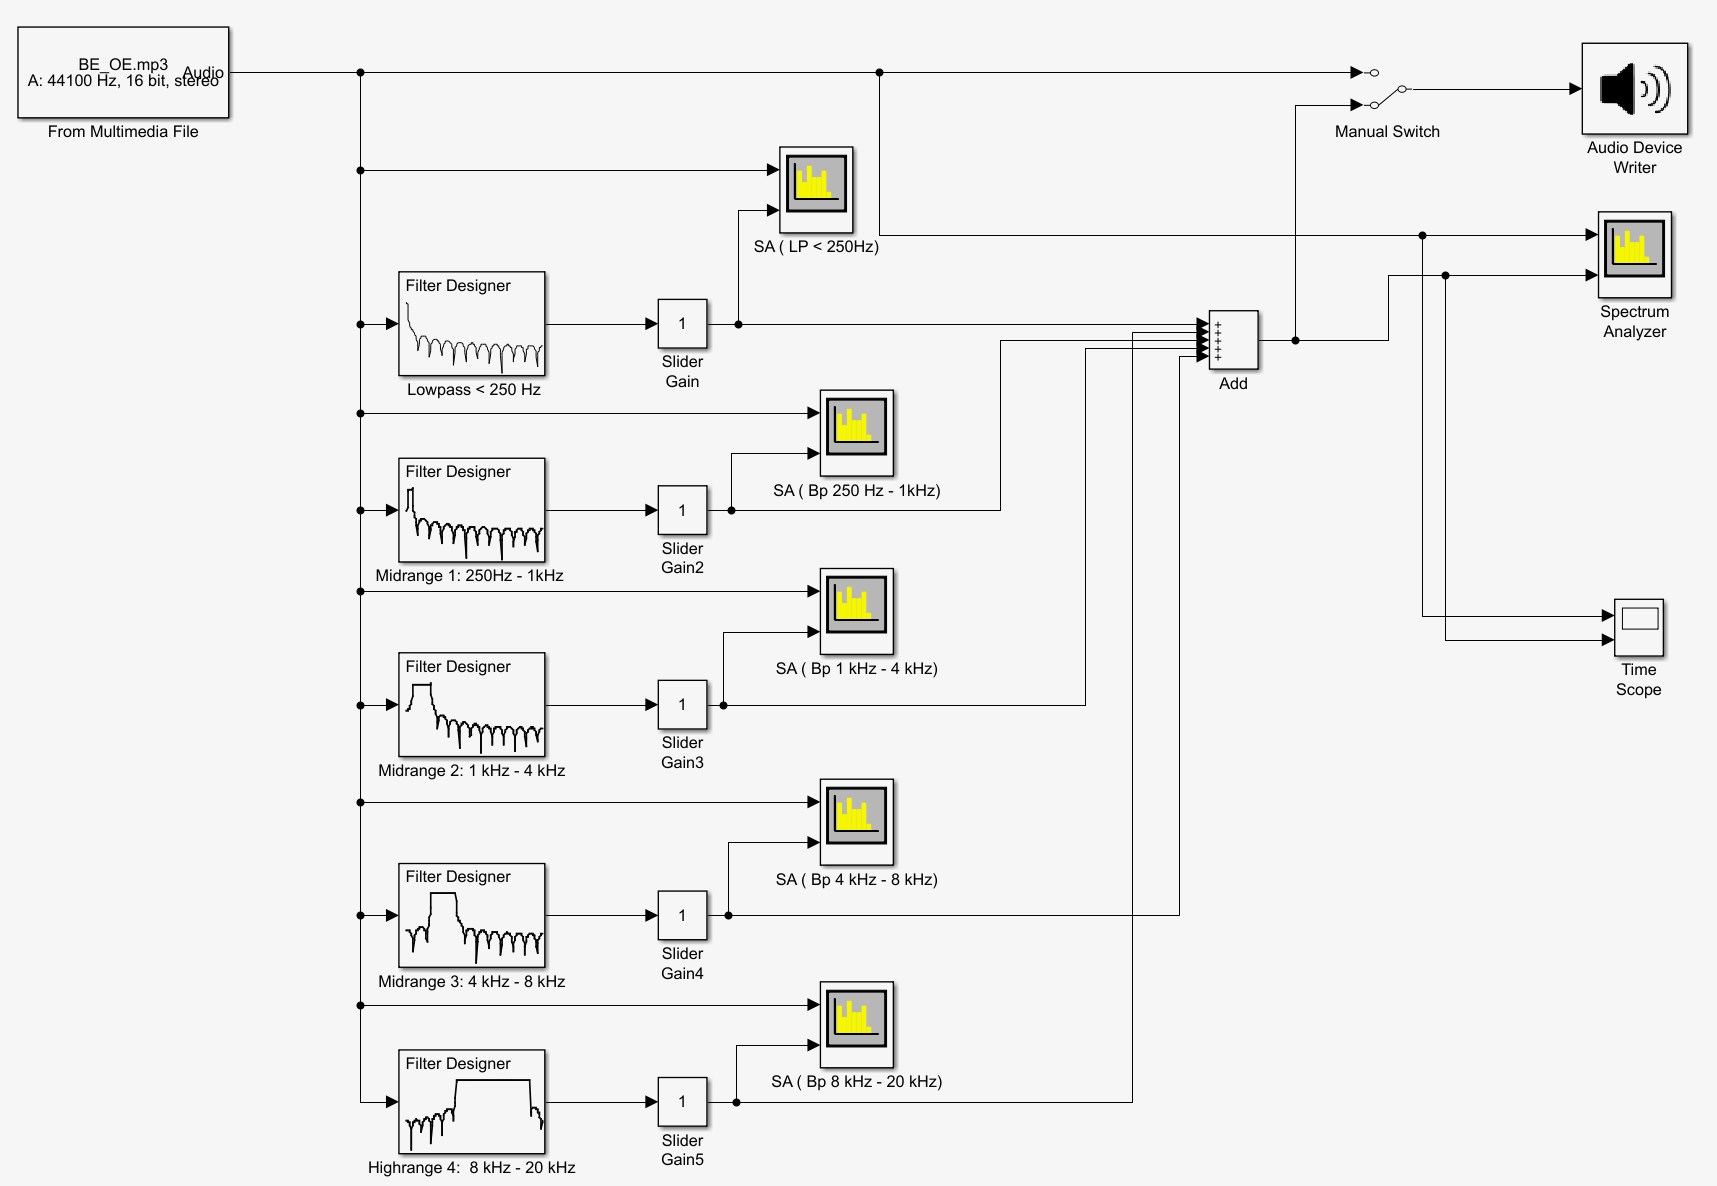 BE_OE.mp3
Audio
A: 44100 Hz, 16 bit, stereo
From Multimedia File
Manual Switch
Audio Device
Writer
SA ( LP < 250Hz)
Filter Designer
Lowpass < 250 Hz
1
Slider
Gain
+
+
+
+
+
Add
Spectrum
Analyzer
SA ( Bp 250 Hz - 1kHz)
Filter Designer
Midrange 1: 250Hz - 1kHz
1
Slider
Gain2
SA ( Bp 1 kHz - 4 kHz)
Filter Designer
Midrange 2: 1 kHz - 4 kHz
1
Slider
Gain3
Time
Scope
SA ( Bp 4 kHz - 8 kHz)
Filter Designer
Midrange 3: 4 kHz - 8 kHz
1
Slider
Gain4
SA ( Bp 8 kHz - 20 kHz)
Filter Designer
Highrange 4:  8 kHz - 20 kHz
1
Slider
Gain5